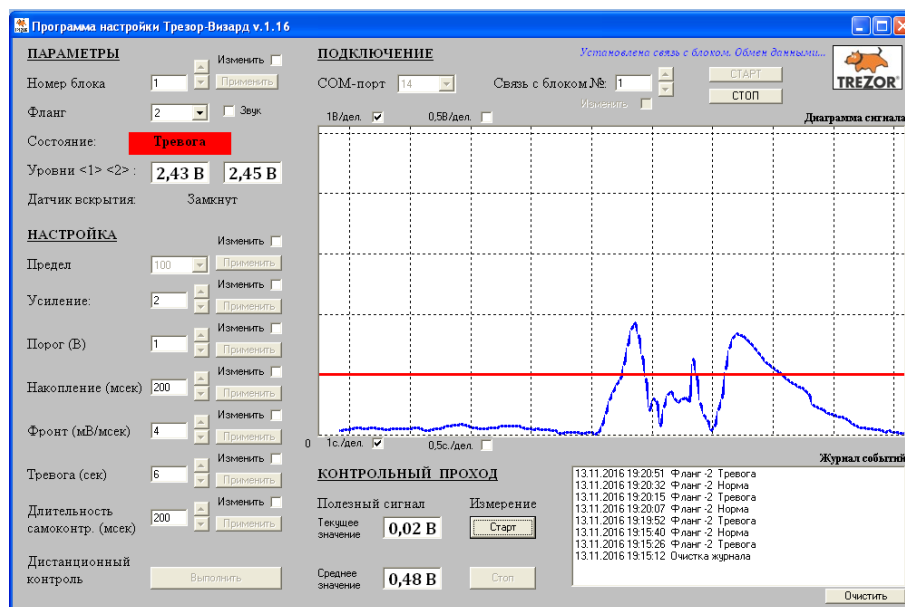 Программа настройки Трезор-Визард v.1.16
ПАРАМЕТРЫ
Изменить
Номер блока 1 Применить
Фланг 2 Звук
Состояние: Тревога
Уровни <1> <2> : 2,43 В 2,45 В
Датчик вскрытия: Замкнут
НАСТРОЙКА
Изменить
Предел 100 Применить
Изменить
Усиление: 2 Применить
Изменить
Порог (В) 1 Применить
Изменить
Накопление (мсек) 200 Применить
Изменить
Фронт (мВ/мсек) 4 Применить
Изменить
Тревога (сек) 6 Применить
Изменить
Длительность
самоконтр. (мсек) 200 Применить
Дистанционный
контроль Выполнить
ПОДКЛЮЧЕНИЕ
Установлена связь с блоком. Обмен данными...
COM-порт 14 Связь с блоком №: 1
Изменить
СТАРТ
СТОП
TREZOR
1В/дел. 0,5В/дел. Диаграмма сигнала
0 1с./дел. 0,5с./дел.
КОНТРОЛЬНЫЙ ПРОХОД
Полезный сигнал Измерение
Текущее
значение 0,02 В Старт
Среднее
значение 0,48 В Стоп
Журнал событий
13.11.2016 19:20:51 Фланг -2 Тревога
13.11.2016 19:20:32 Фланг -2 Норма
13.11.2016 19:20:15 Фланг -2 Тревога
13.11.2016 19:20:07 Фланг -2 Норма
13.11.2016 19:19:52 Фланг -2 Тревога
13.11.2016 19:15:40 Фланг -2 Норма
13.11.2016 19:15:26 Фланг -2 Тревога
13.11.2016 19:15:12 Очистка журнала
Очистить